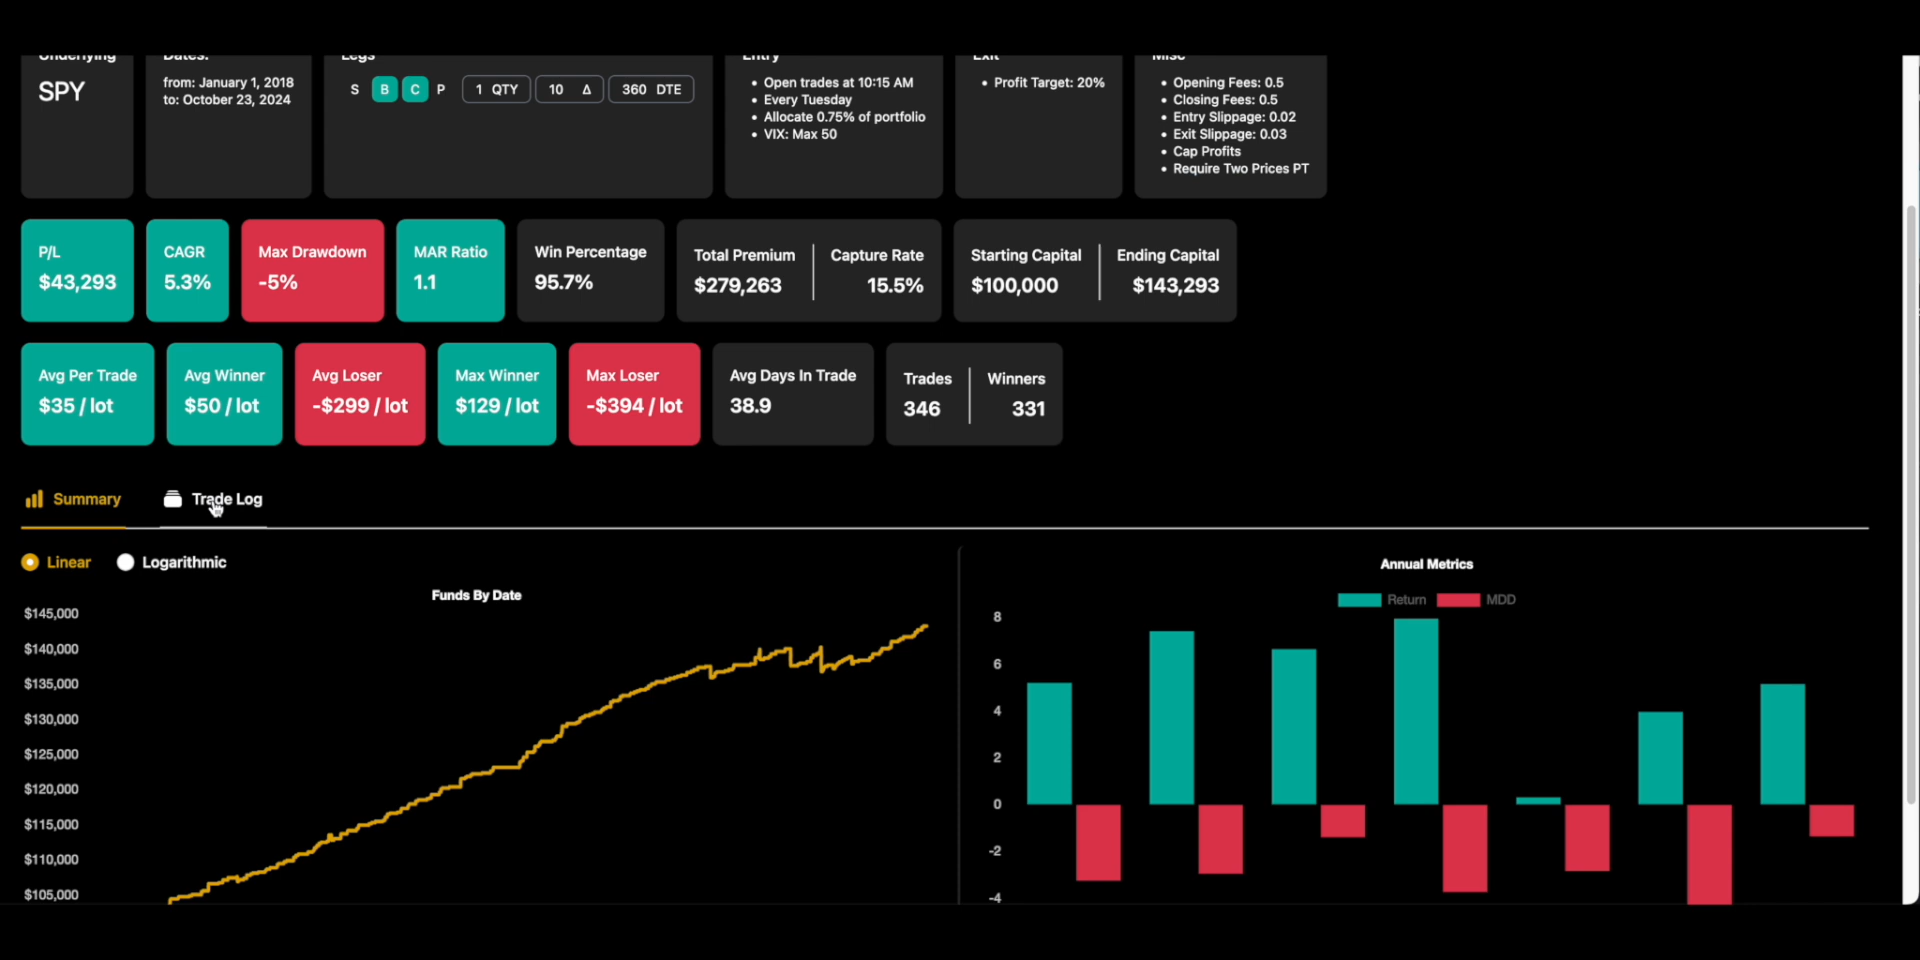 Underlying
SPY
Dates:
from: January 1, 2018
to: October 23, 2024
Legs
S B C P 1 QTY 10 Δ 360 DTE
Entry
• Open trades at 10:15 AM
• Every Tuesday
• Allocate 0.75% of portfolio
• VIX: Max 50
Exit
• Profit Target: 20%
Misc
• Opening Fees: 0.5
• Closing Fees: 0.5
• Entry Slippage: 0.02
• Exit Slippage: 0.03
• Cap Profits
• Require Two Prices PT
P/L
$43,293
CAGR
5.3%
Max Drawdown
-5%
MAR Ratio
1.1
Win Percentage
95.7%
Total Premium
$279,263
Capture Rate
15.5%
Starting Capital
$100,000
Ending Capital
$143,293
Avg Per Trade
$35 / lot
Avg Winner
$50 / lot
Avg Loser
-$299 / lot
Max Winner
$129 / lot
Max Loser
-$394 / lot
Avg Days In Trade
38.9
Trades
346
Winners
331
Summary
Trade Log
Linear
Logarithmic
Funds By Date
$145,000
$140,000
$135,000
$130,000
$125,000
$120,000
$115,000
$110,000
$105,000
Annual Metrics
Return
MDD
8
6
4
2
0
-2
-4